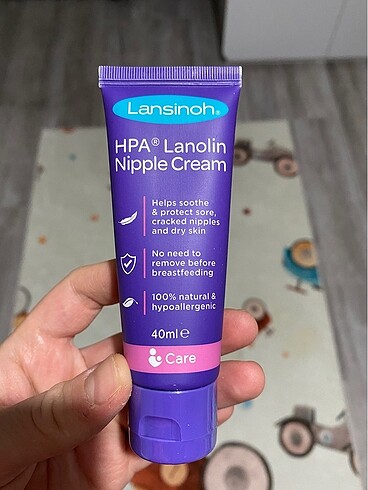 Lansinoh®
HPA® Lanolin
Nipple Cream
Helps soothe
& protect sore,
cracked nipples
and dry skin
No need to
remove before
breastfeeding
100% natural &
hypoallergenic
40ml℮
Care